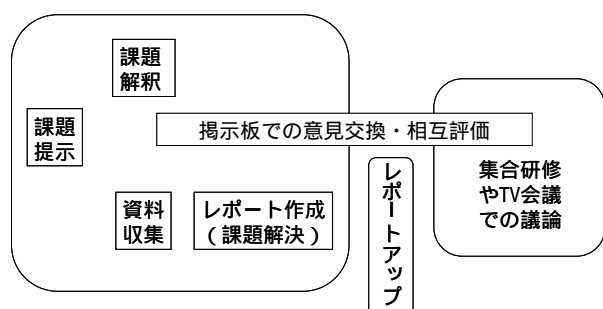 課題
解釈
課題
提示
掲示板での意見交換・相互評価
資料
収集
レポート作成
(課題解決)
レポートアップ
集合研修
やTV会議
での議論